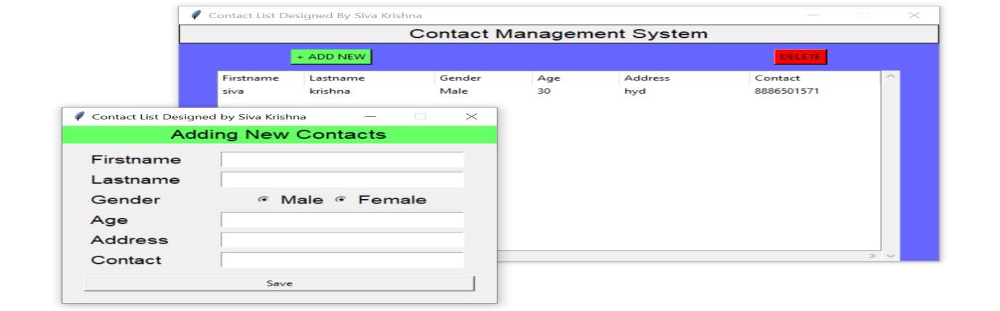 Contact List Designed By Siva Krishna
Contact Management System
+ ADD NEW DELETE
Firstname Lastname Gender Age Address Contact
siva krishna Male 30 hyd 8886501571
Contact List Designed by Siva Krishna
Adding New Contacts
Firstname
Lastname
Gender Male Female
Age
Address
Contact
Save